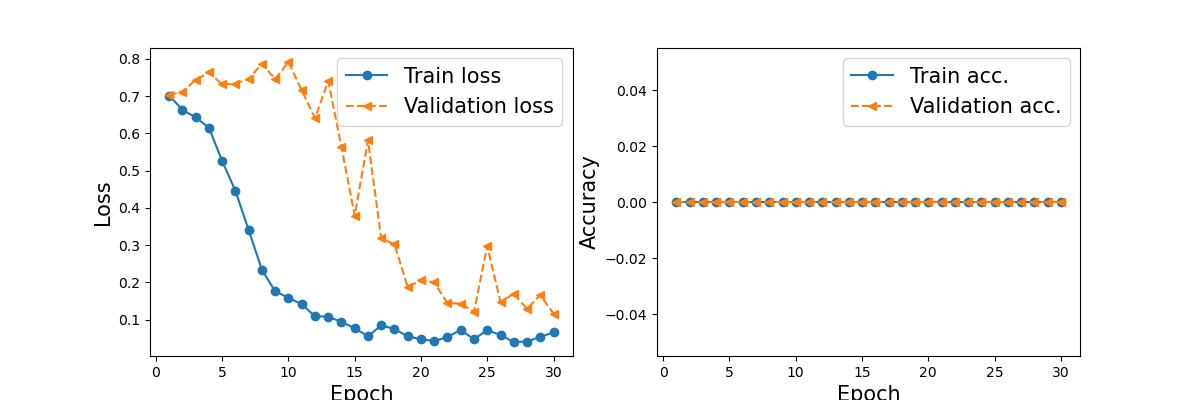 0.8
0.7
0.6
0.5
0.4
0.3
0.2
0.1
Loss
0 5 10 15 20 25 30
Epoch
Train loss
Validation loss
0.04
0.02
0.00
−0.02
−0.04
Accuracy
0 5 10 15 20 25 30
Epoch
Train acc.
Validation acc.